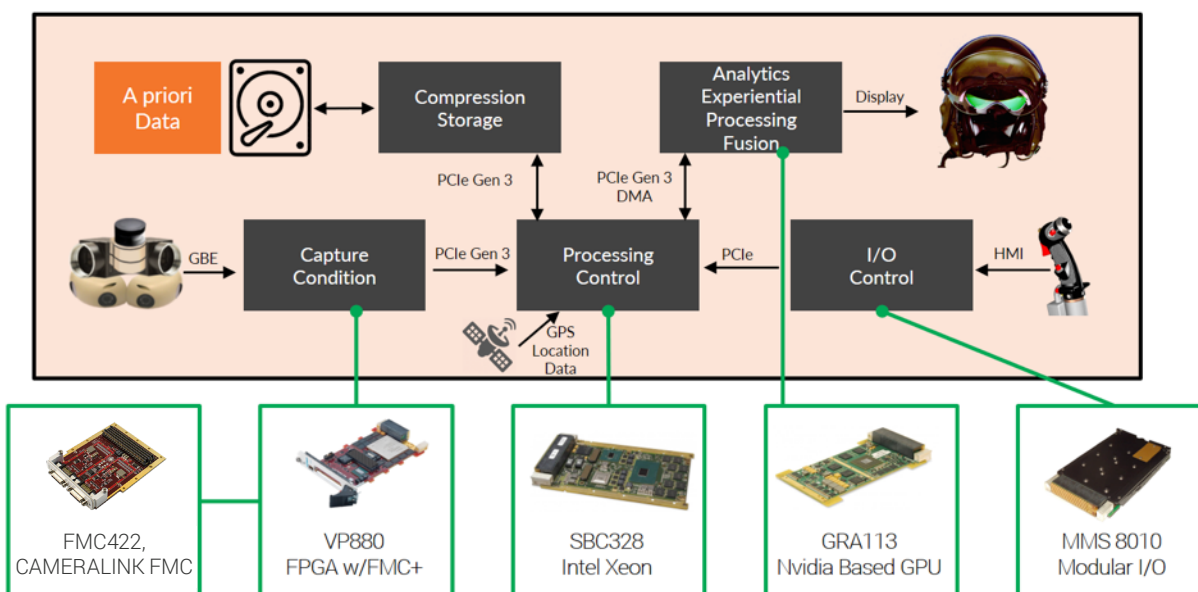 A priori
Data
Compression
Storage
Analytics
Experiential
Processing
Fusion
Display
PCIe Gen 3
PCIe Gen 3
DMA
GBE
Capture
Condition
PCIe Gen 3
Processing
Control
PCIe
I/O
Control
HMI
GPS
Location
Data
FMC422,
CAMERALINK FMC
VP880
FPGA w/FMC+
SBC328
Intel Xeon
GRA113
Nvidia Based GPU
MMS 8010
Modular I/O